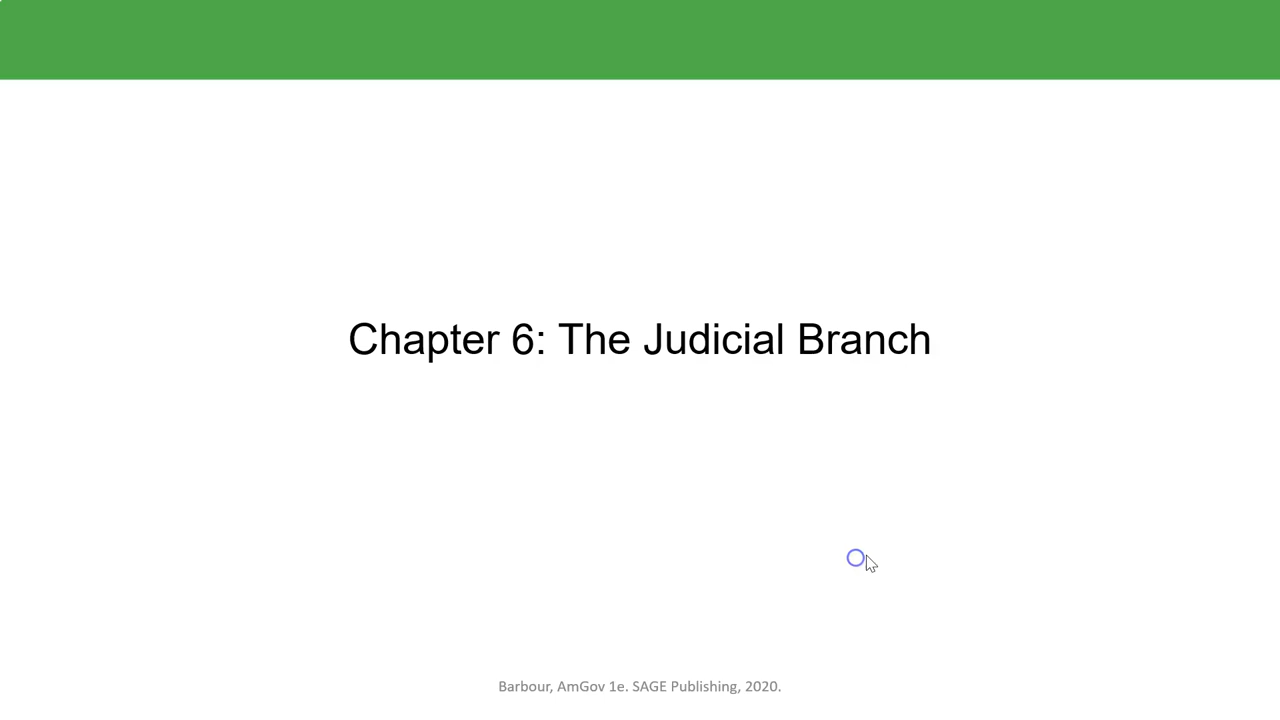 Chapter 6: The Judicial Branch
Barbour, AmGov 1e. SAGE Publishing, 2020.